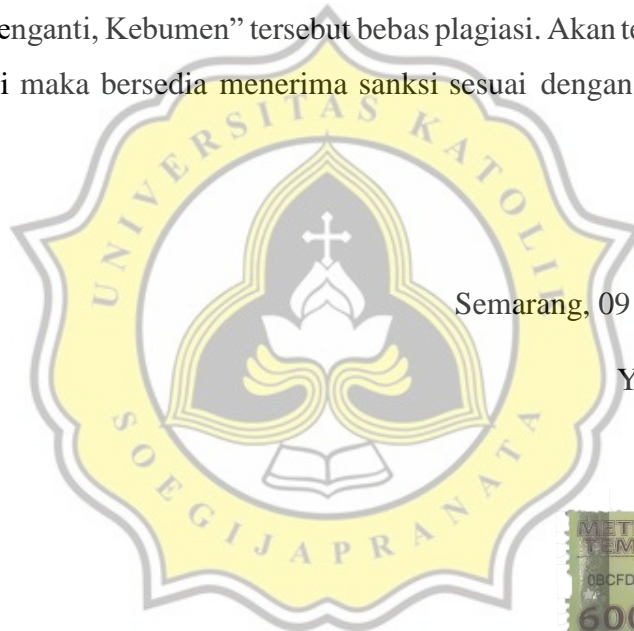 enganti, Kebumen” tersebut bebas plagiasi. Akan te
i maka bersedia menerima sanksi sesuai dengan
UNIVERSITAS KATOLIK
Semarang, 09
Y
SOEGIJAPRANATA
METE
TEM
0BCFD
600